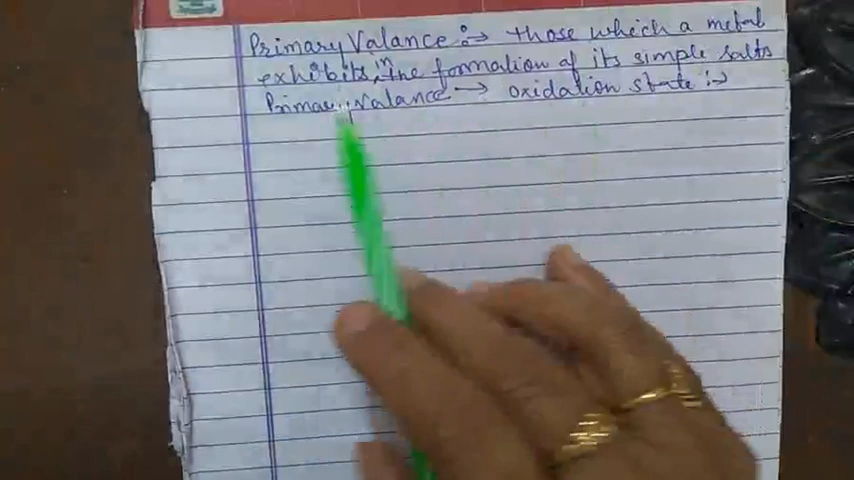 Primary Valance :-> those which a metal
exhibits in the formation of its simple salts
Primary valance -> oxidation state :->